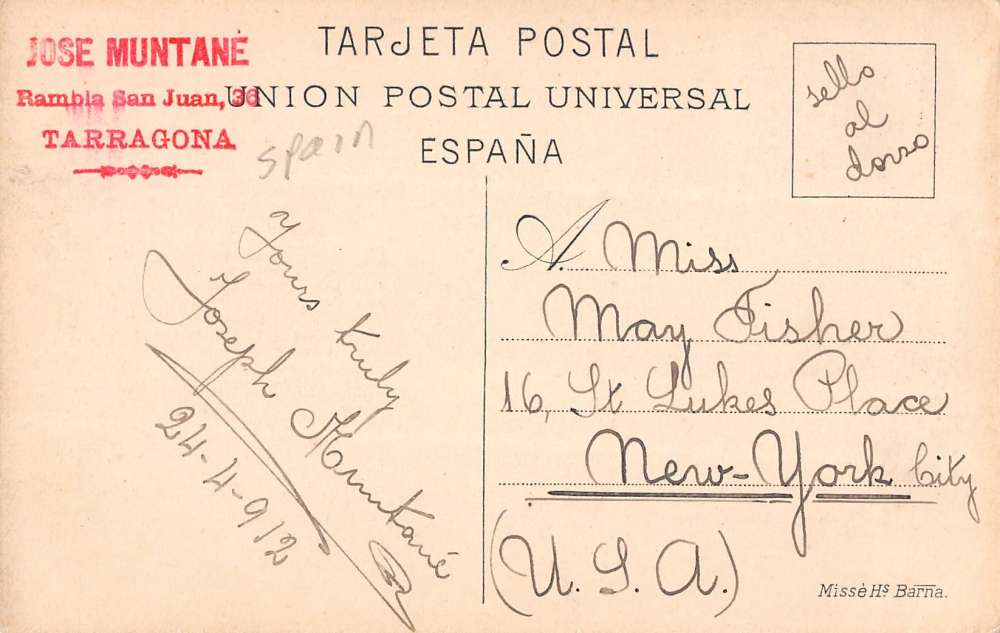 JOSE MUNTANÉ
Rambla San Juan, 36
TARRAGONA
TARJETA POSTAL
UNION POSTAL UNIVERSAL
ESPAÑA
spain
sello
al
dorso
Yours truly
Joseph Muntané
24-4-912
A. Miss
May Fisher
16, St Lukes Place
New-York City
(U.S.A.)
Missè Hs Barna.